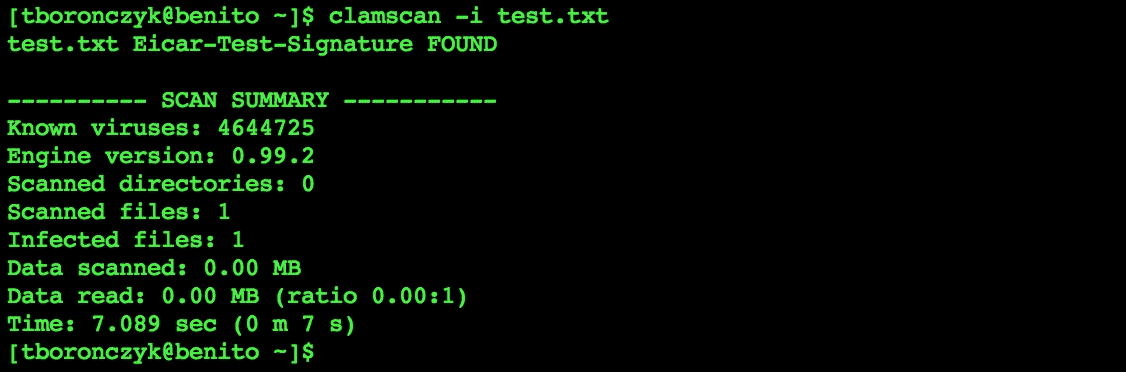 [tboronczyk@benito ~]$ clamscan -i test.txt
test.txt Eicar-Test-Signature FOUND
---------- SCAN SUMMARY -----------
Known viruses: 4644725
Engine version: 0.99.2
Scanned directories: 0
Scanned files: 1
Infected files: 1
Data scanned: 0.00 MB
Data read: 0.00 MB (ratio 0.00:1)
Time: 7.089 sec (0 m 7 s)
[tboronczyk@benito ~]$